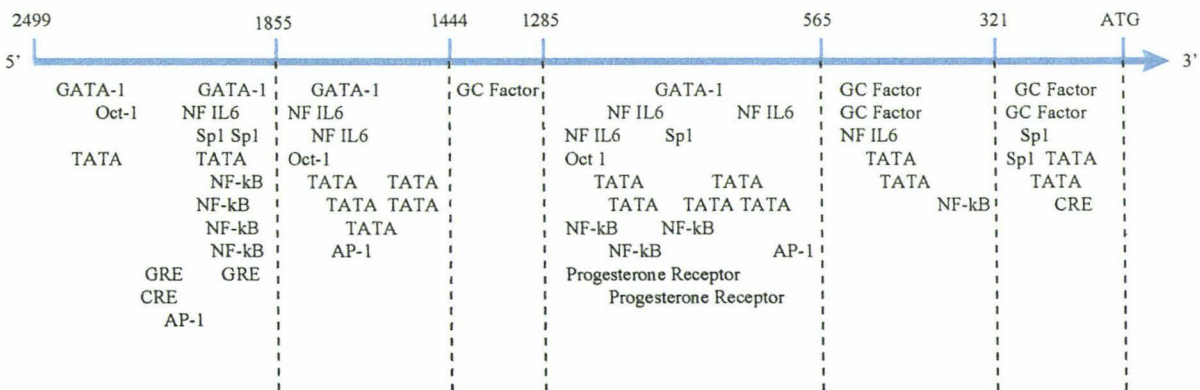 2499 1855 1444 1285 565 321 ATG
5' 3'
GATA-1 GATA-1 GATA-1 GC Factor GATA-1 GC Factor GC Factor
Oct-1 NF IL6 NF IL6 NF IL6 NF IL6 GC Factor GC Factor
Sp1 Sp1 NF IL6 NF IL6 Sp1 NF IL6 Sp1
TATA TATA Oct-1 Oct 1 TATA Sp1 TATA
NF-kB TATA TATA TATA TATA TATA TATA
NF-kB TATA TATA TATA TATA TATA NF-kB CRE
NF-kB TATA NF-kB NF-kB
NF-kB AP-1 NF-kB AP-1
GRE GRE Progesterone Receptor
CRE Progesterone Receptor
AP-1